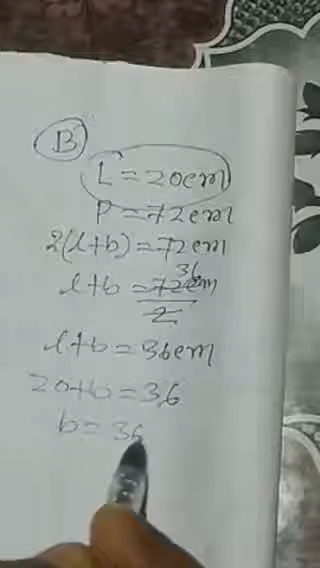 B
L = 20cm
P = 72cm
2(l+b) = 72cm
l+b = 72cm/2 36
l+b = 36cm
20+b = 36
b = 36